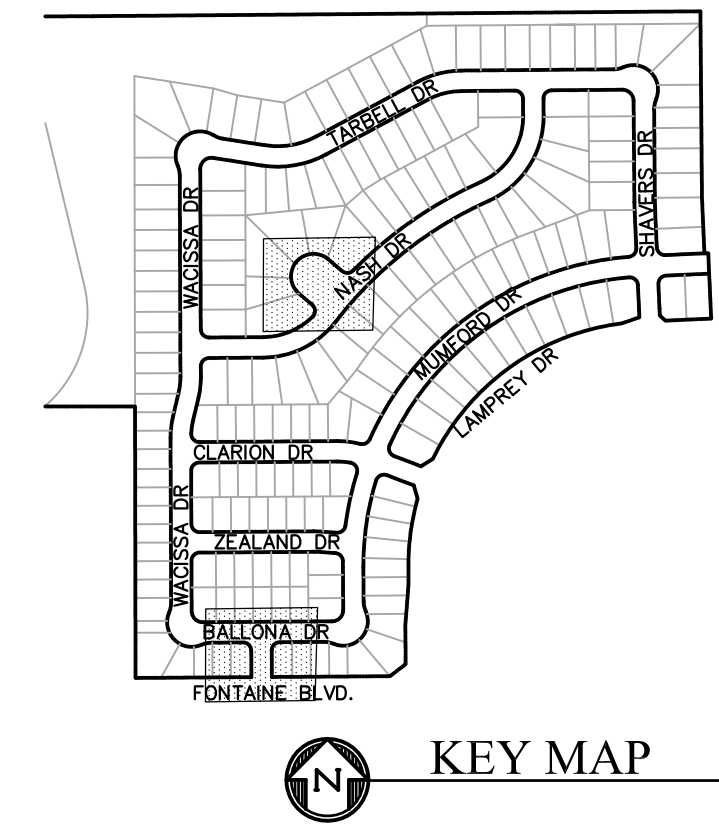 TARBELL DR
SHAVERS DR
WACISSA DR
NASH DR
MUMFORD DR
LAMPREY DR
CLARION DR
WACISSA DR
ZEALAND DR
BALLONA DR
FONTAINE BLVD.
N
KEY MAP